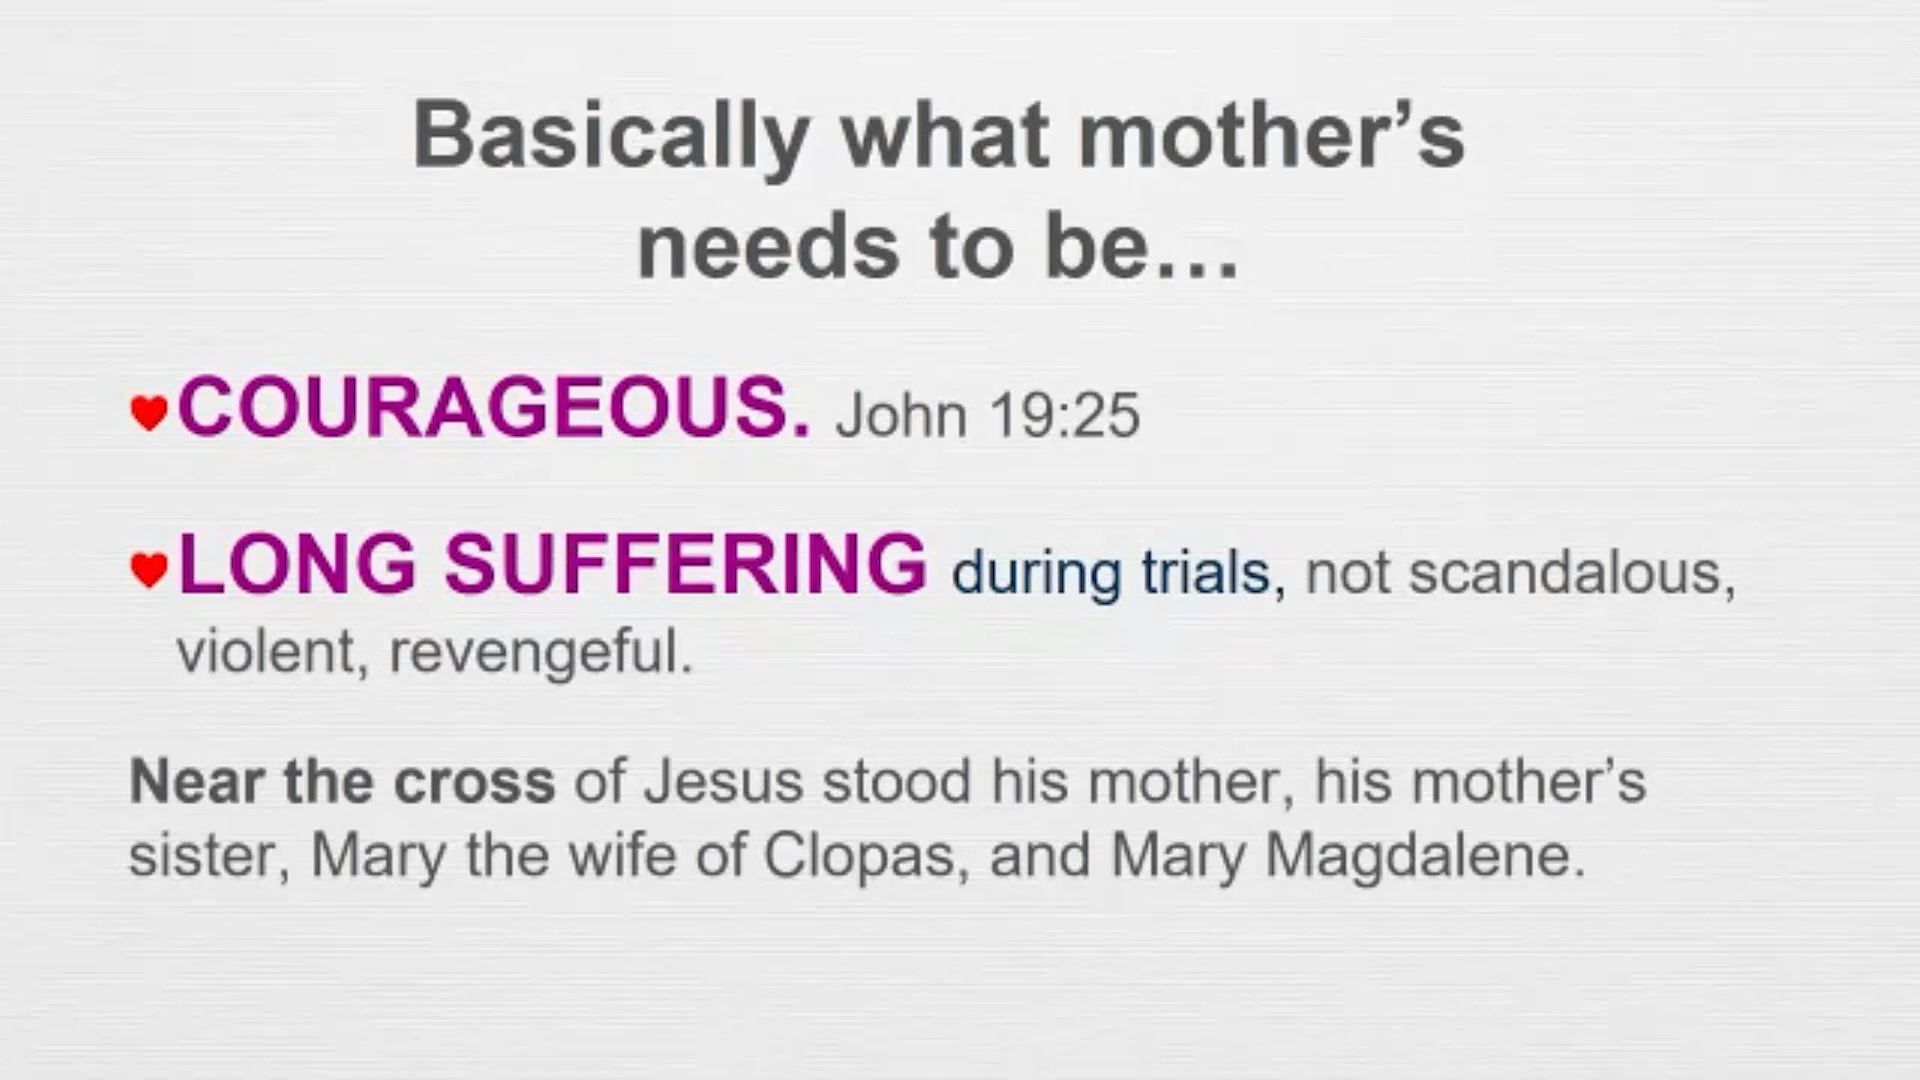 Basically what mother’s
needs to be…
COURAGEOUS. John 19:25
LONG SUFFERING during trials, not scandalous,
violent, revengeful.
Near the cross of Jesus stood his mother, his mother’s
sister, Mary the wife of Clopas, and Mary Magdalene.